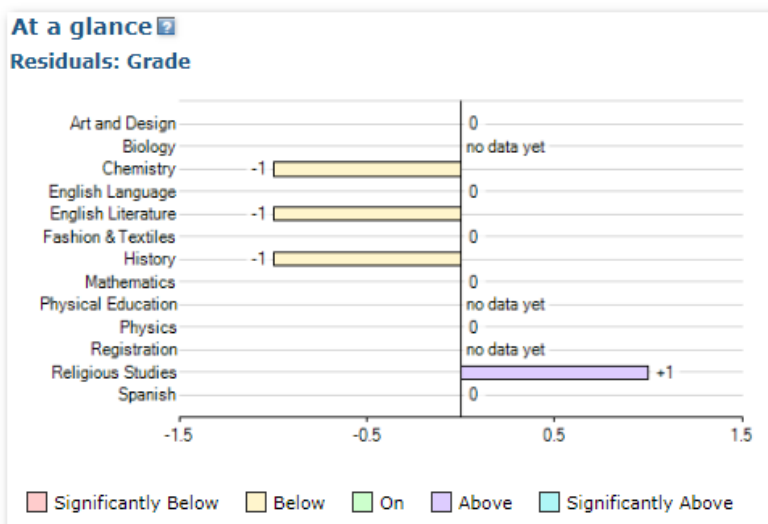 At a glance ?
Residuals: Grade
Art and Design 0
Biology no data yet
Chemistry -1
English Language 0
English Literature -1
Fashion & Textiles 0
History -1
Mathematics 0
Physical Education no data yet
Physics 0
Registration no data yet
Religious Studies +1
Spanish 0
-1.5 -0.5 0.5 1.5
Significantly Below Below On Above Significantly Above